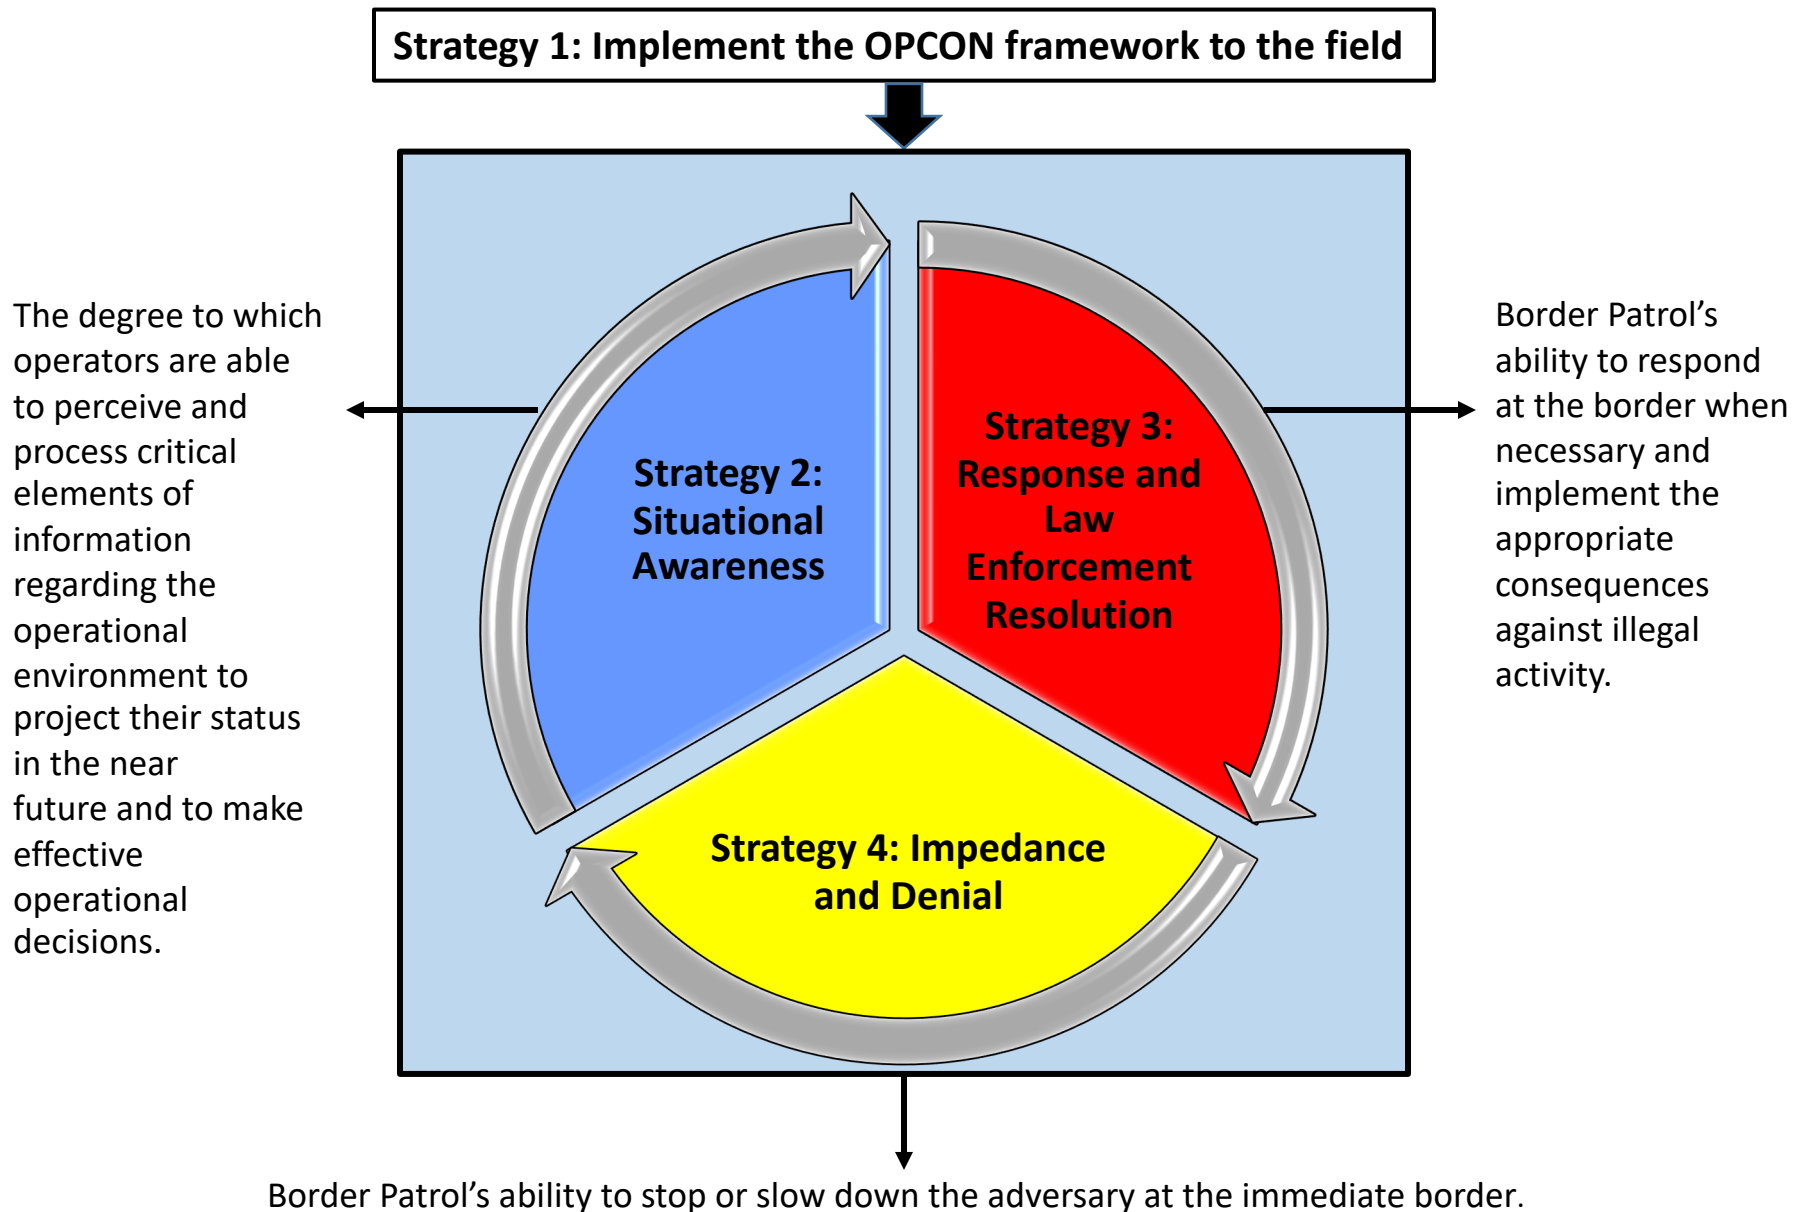 Strategy 1: Implement the OPCON framework to the field
The degree to which
operators are able
to perceive and
process critical
elements of
information
regarding the
operational
environment to
project their status
in the near
future and to make
effective
operational
decisions.
Strategy 2:
Situational
Awareness
Strategy 3:
Response and
Law
Enforcement
Resolution
Border Patrol’s
ability to respond
at the border when
necessary and
implement the
appropriate
consequences
against illegal
activity.
Strategy 4: Impedance
and Denial
Border Patrol’s ability to stop or slow down the adversary at the immediate border.